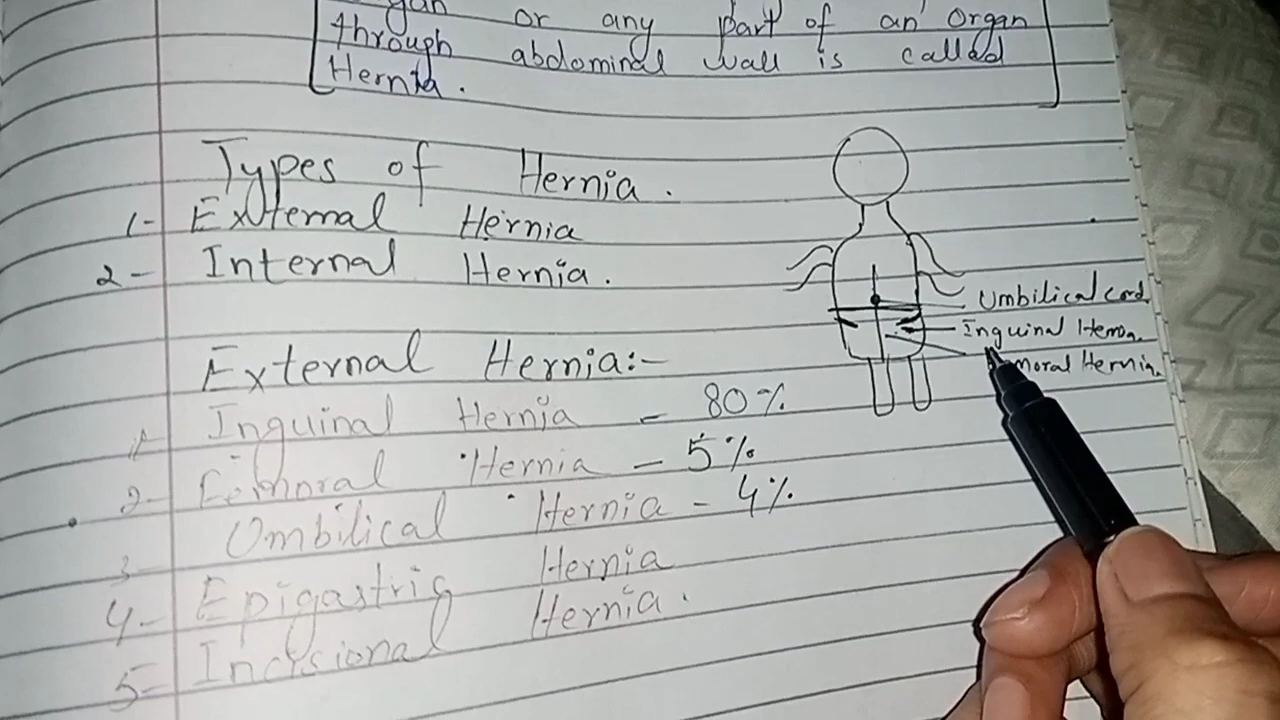 or any part of an organ
through abdominal wall is called
Hernia.
Types of Hernia.
1- External Hernia
2- Internal Hernia.
Umbilical Cord
Inguinal Hernia
Hernia
External Hernia:-
1- Inguinal Hernia - 80%
2- Femoral Hernia - 5%
3- Umbilical Hernia - 4%
4- Epigastric Hernia
5- Incisional Hernia.